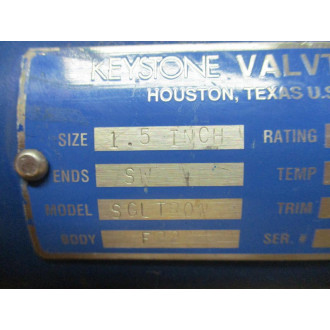 KEYSTONE VALV
HOUSTON, TEXAS U.S
SIZE 1.5 INCH RATING
ENDS TEMP
MODEL TRIM
BODY SER. #